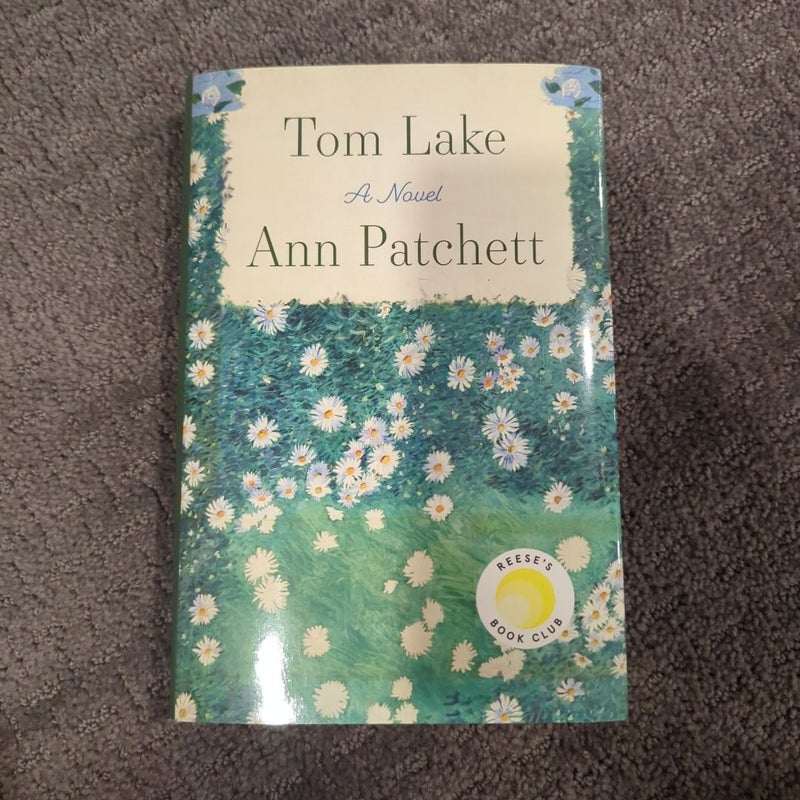 Tom Lake
A Novel
Ann Patchett
REESE'S
BOOK CLUB